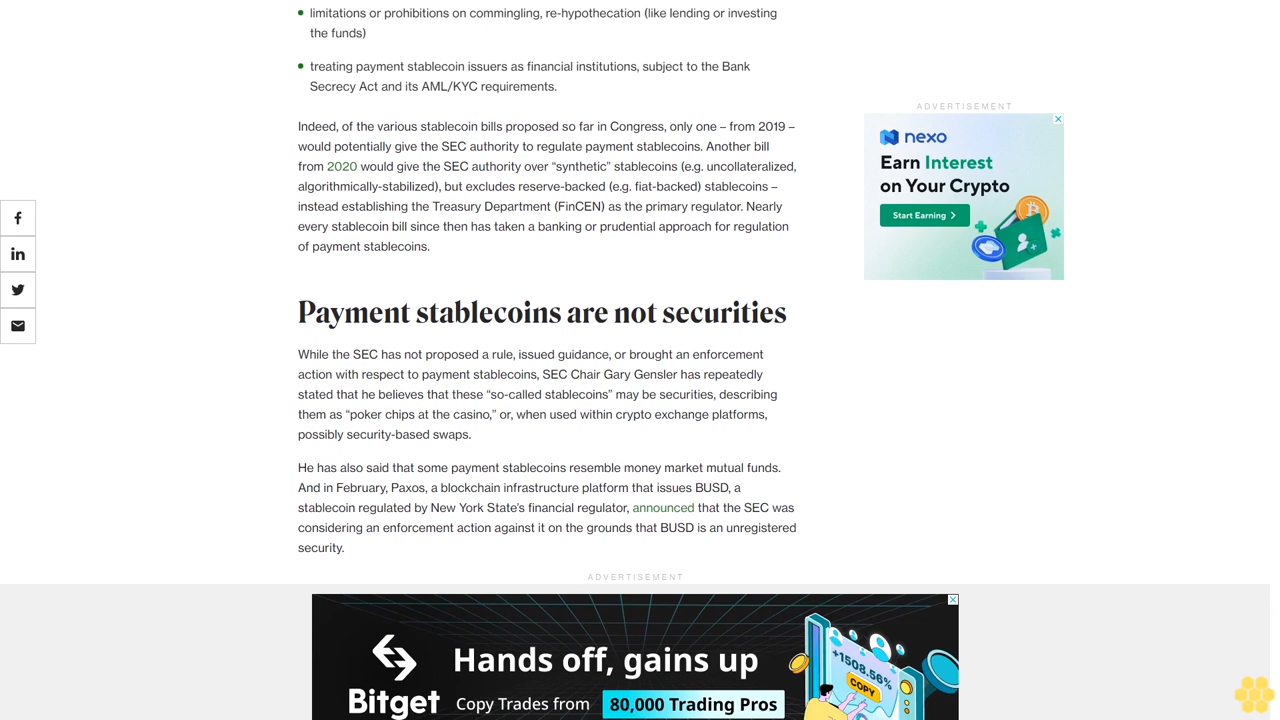 limitations or prohibitions on commingling, re-hypothecation (like lending or investing
the funds)
treating payment stablecoin issuers as financial institutions, subject to the Bank
Secrecy Act and its AML/KYC requirements.
Indeed, of the various stablecoin bills proposed so far in Congress, only one – from 2019 –
would potentially give the SEC authority to regulate payment stablecoins. Another bill
from 2020 would give the SEC authority over “synthetic” stablecoins (e.g. uncollateralized,
algorithmically-stabilized), but excludes reserve-backed (e.g. fiat-backed) stablecoins –
instead establishing the Treasury Department (FinCEN) as the primary regulator. Nearly
every stablecoin bill since then has taken a banking or prudential approach for regulation
of payment stablecoins.
ADVERTISEMENT
nexo
Earn Interest
on Your Crypto
Start Earning
Payment stablecoins are not securities
While the SEC has not proposed a rule, issued guidance, or brought an enforcement
action with respect to payment stablecoins, SEC Chair Gary Gensler has repeatedly
stated that he believes that these “so-called stablecoins” may be securities, describing
them as “poker chips at the casino,” or, when used within crypto exchange platforms,
possibly security-based swaps.
He has also said that some payment stablecoins resemble money market mutual funds.
And in February, Paxos, a blockchain infrastructure platform that issues BUSD, a
stablecoin regulated by New York State’s financial regulator, announced that the SEC was
considering an enforcement action against it on the grounds that BUSD is an unregistered
security.
ADVERTISEMENT
Hands off, gains up
Bitget
Copy Trades from 80,000 Trading Pros
+1508.56%
COPY